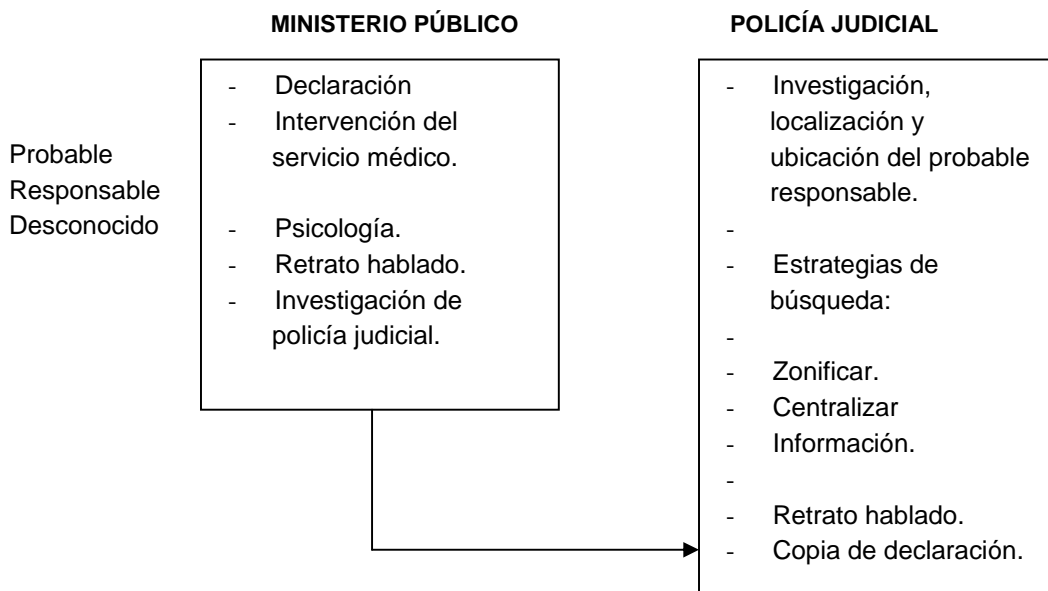 MINISTERIO PÚBLICO
POLICÍA JUDICIAL
Probable
Responsable
Desconocido
- Declaración
- Intervención del
servicio médico.
- Psicología.
- Retrato hablado.
- Investigación de
policía judicial.
- Investigación,
localización y
ubicación del probable
responsable.
-
- Estrategias de
búsqueda:
-
- Zonificar.
- Centralizar
- Información.
-
- Retrato hablado.
- Copia de declaración.